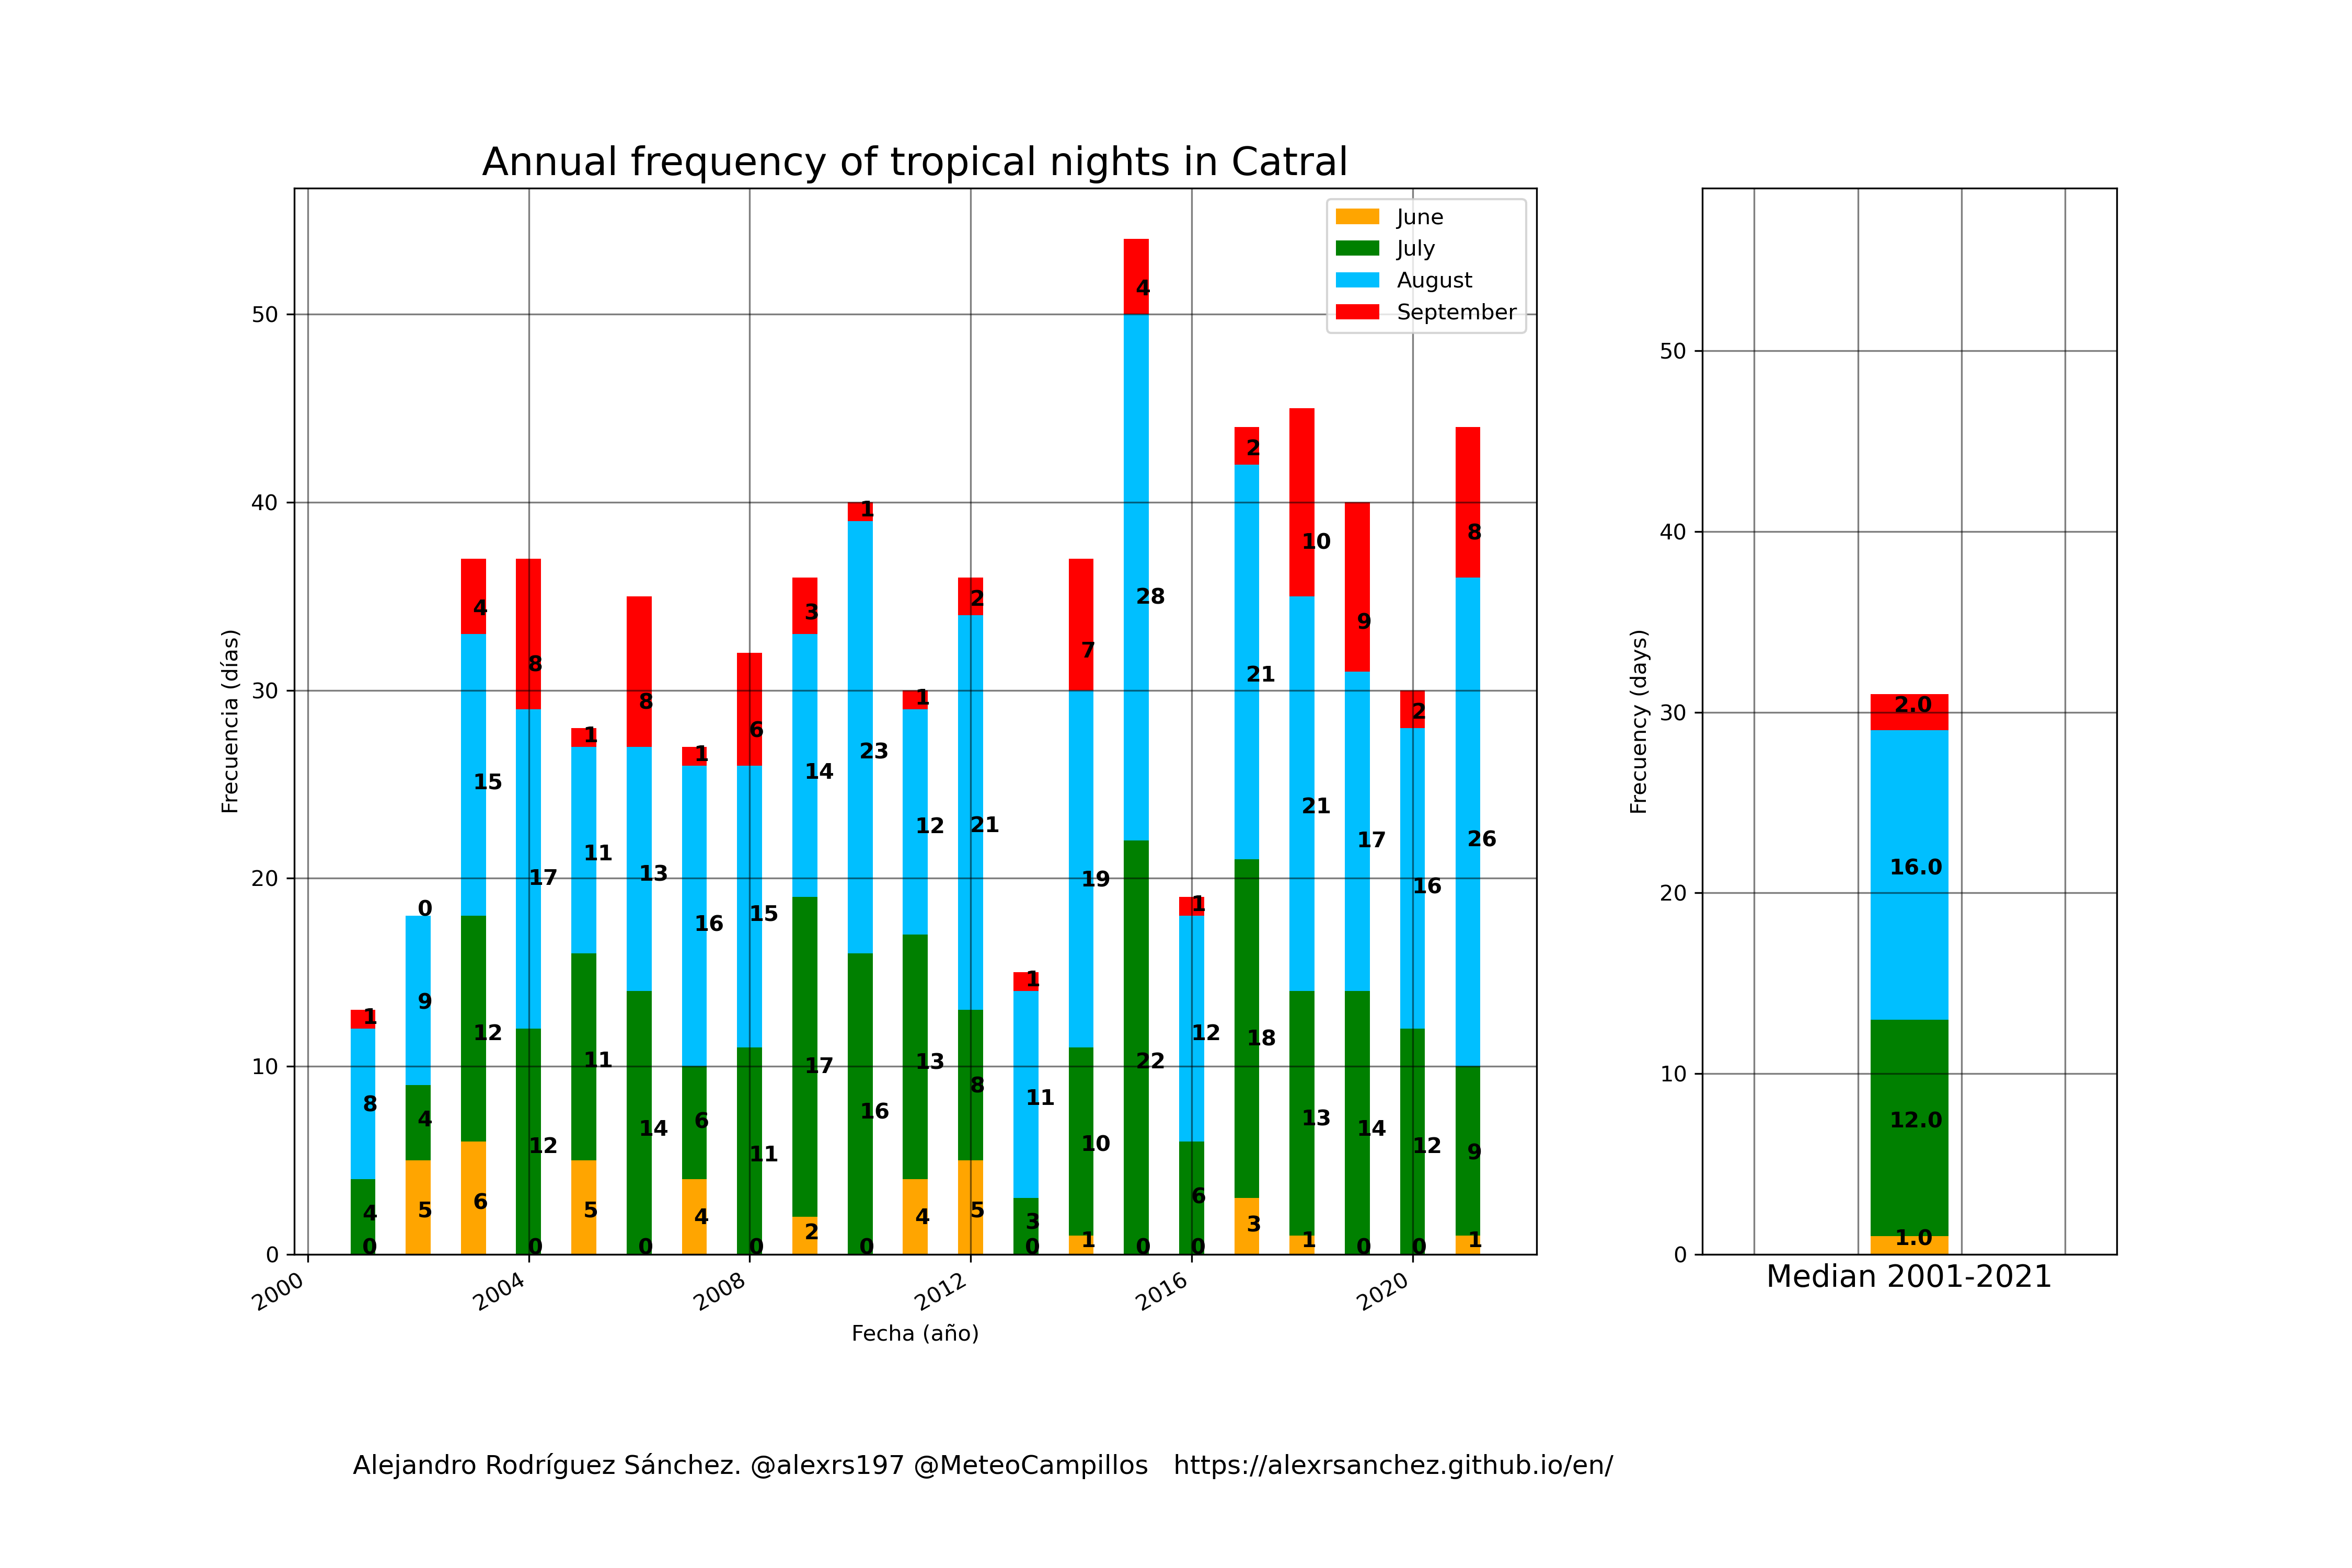 Annual frequency of tropical nights in Catral
June
July
August
September
Frecuencia (días)
50
40
30
20
10
0
1 8 4 0
0 9 4 5
4 15 12 6
8 17 12 0
1 11 11 5
8 13 14 0
1 16 6 4
6 15 11 0
3 14 17 2
1 23 16 0
1 12 13 4
2 21 8 5
1 11 3 0
7 19 10 1
4 28 22 0
1 12 6 0
2 21 18 3
10 21 13 1
9 17 14 0
2 16 12 0
8 26 9 1
2000 2004 2008 2012 2016 2020
Fecha (año)
Frecuency (days)
50
40
30
20
10
0
2.0
16.0
12.0
1.0
Median 2001-2021
Alejandro Rodríguez Sánchez. @alexrs197 @MeteoCampillos https://alexrsanchez.github.io/en/